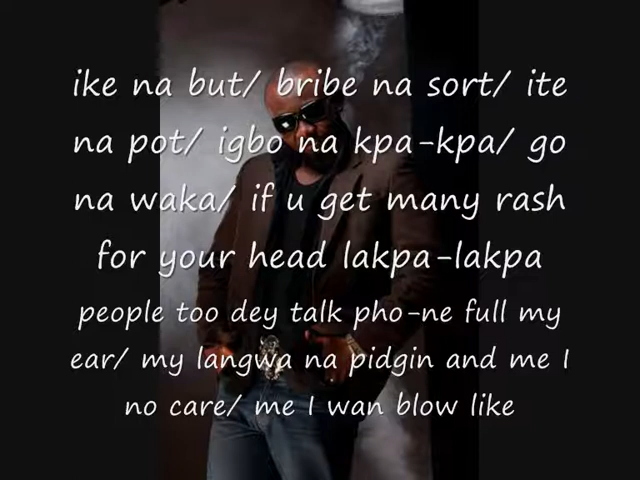 ike na but/ bribe na sort/ ite
na pot/ igbo na kpa-kpa/ go
na waka/ if u get many rash
for your head lakpa-lakpa
people too dey talk pho-ne full my
ear/ my langwa na pidgin and me I
no care/ me I wan blow like